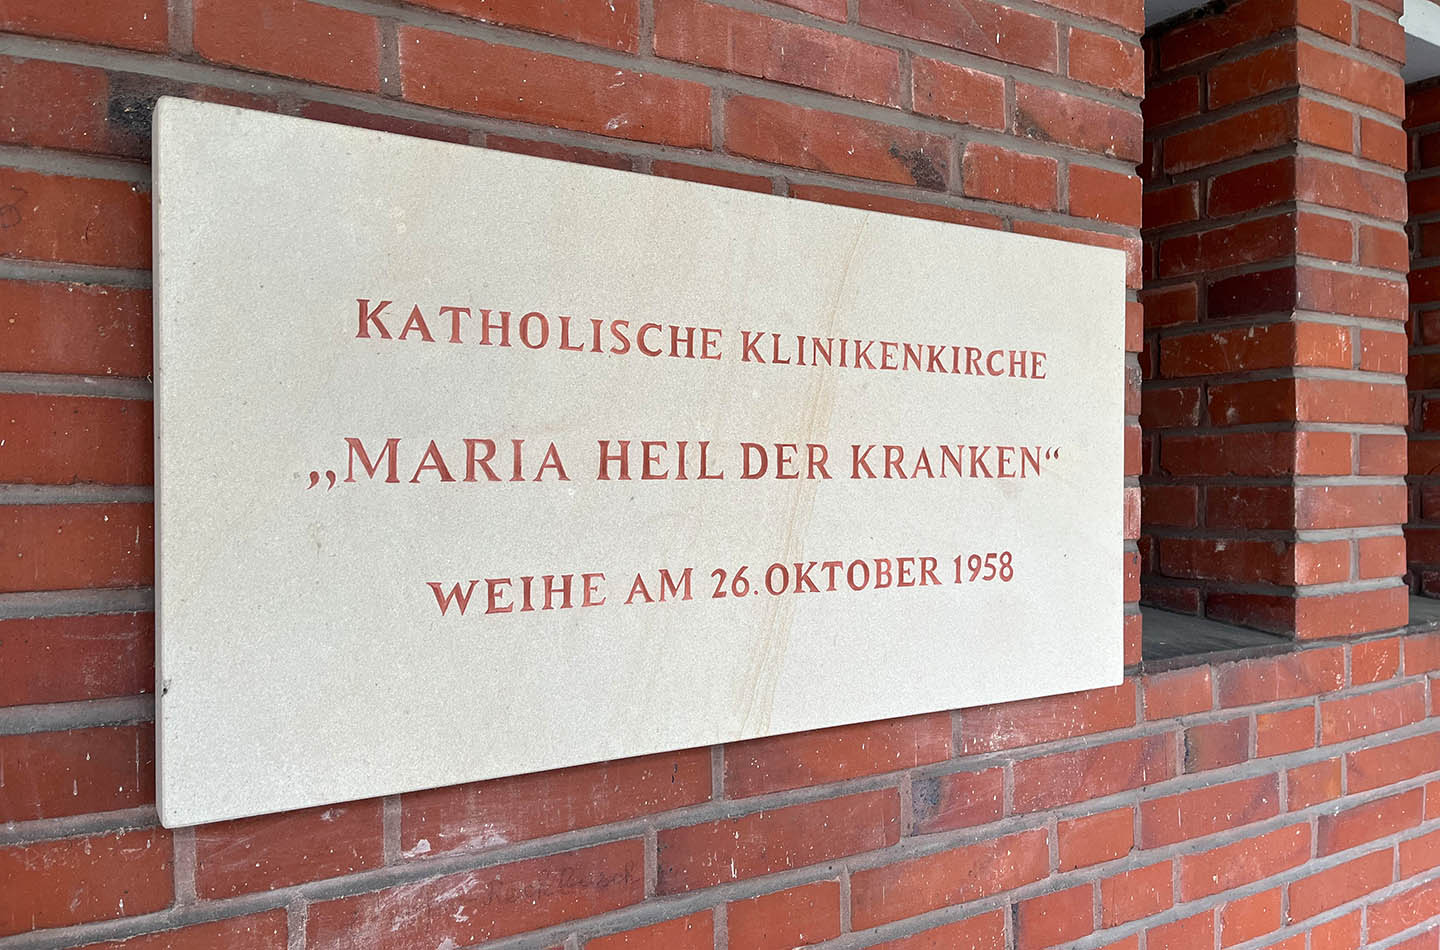 KATHOLISCHE KLINIKENKIRCHE
„MARIA HEIL DER KRANKEN“
WEIHE AM 26. OKTOBER 1958